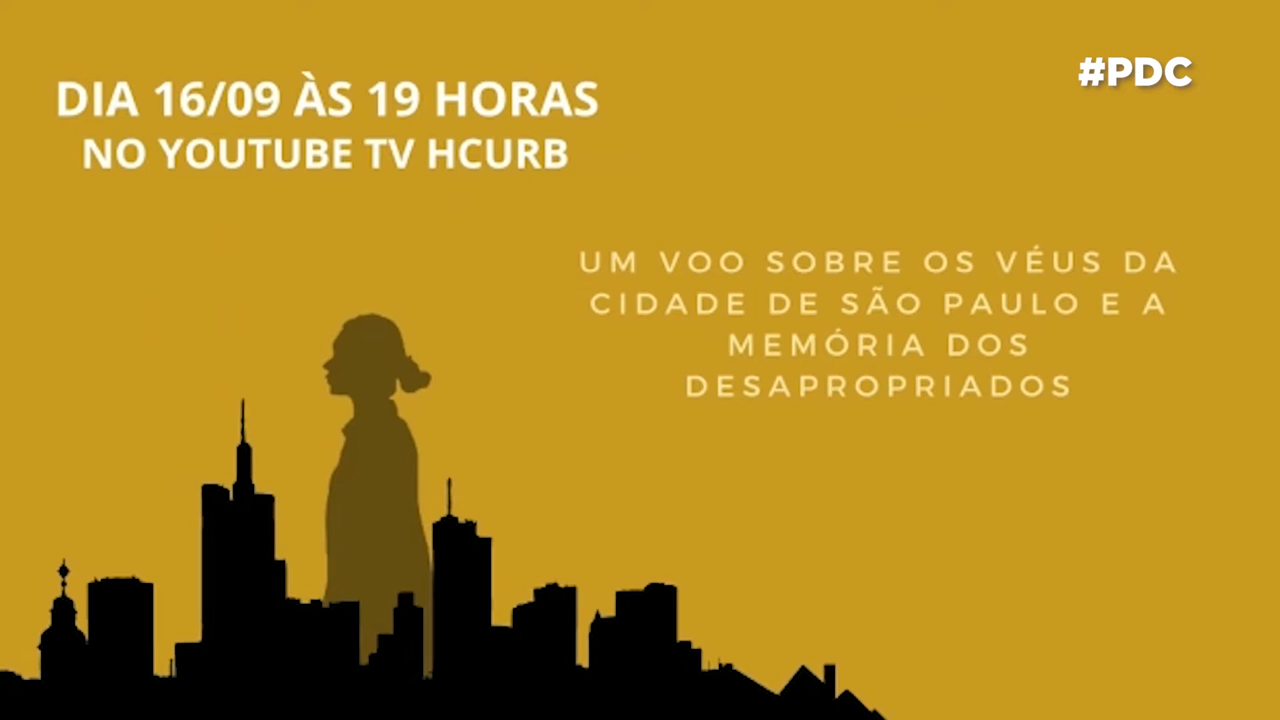 DIA 16/09 ÀS 19 HORAS
NO YOUTUBE TV HCURB
#PDC
UM VOO SOBRE OS VÉUS DA
CIDADE DE SÃO PAULO E A
MEMÓRIA DOS
DESAPROPRIADOS